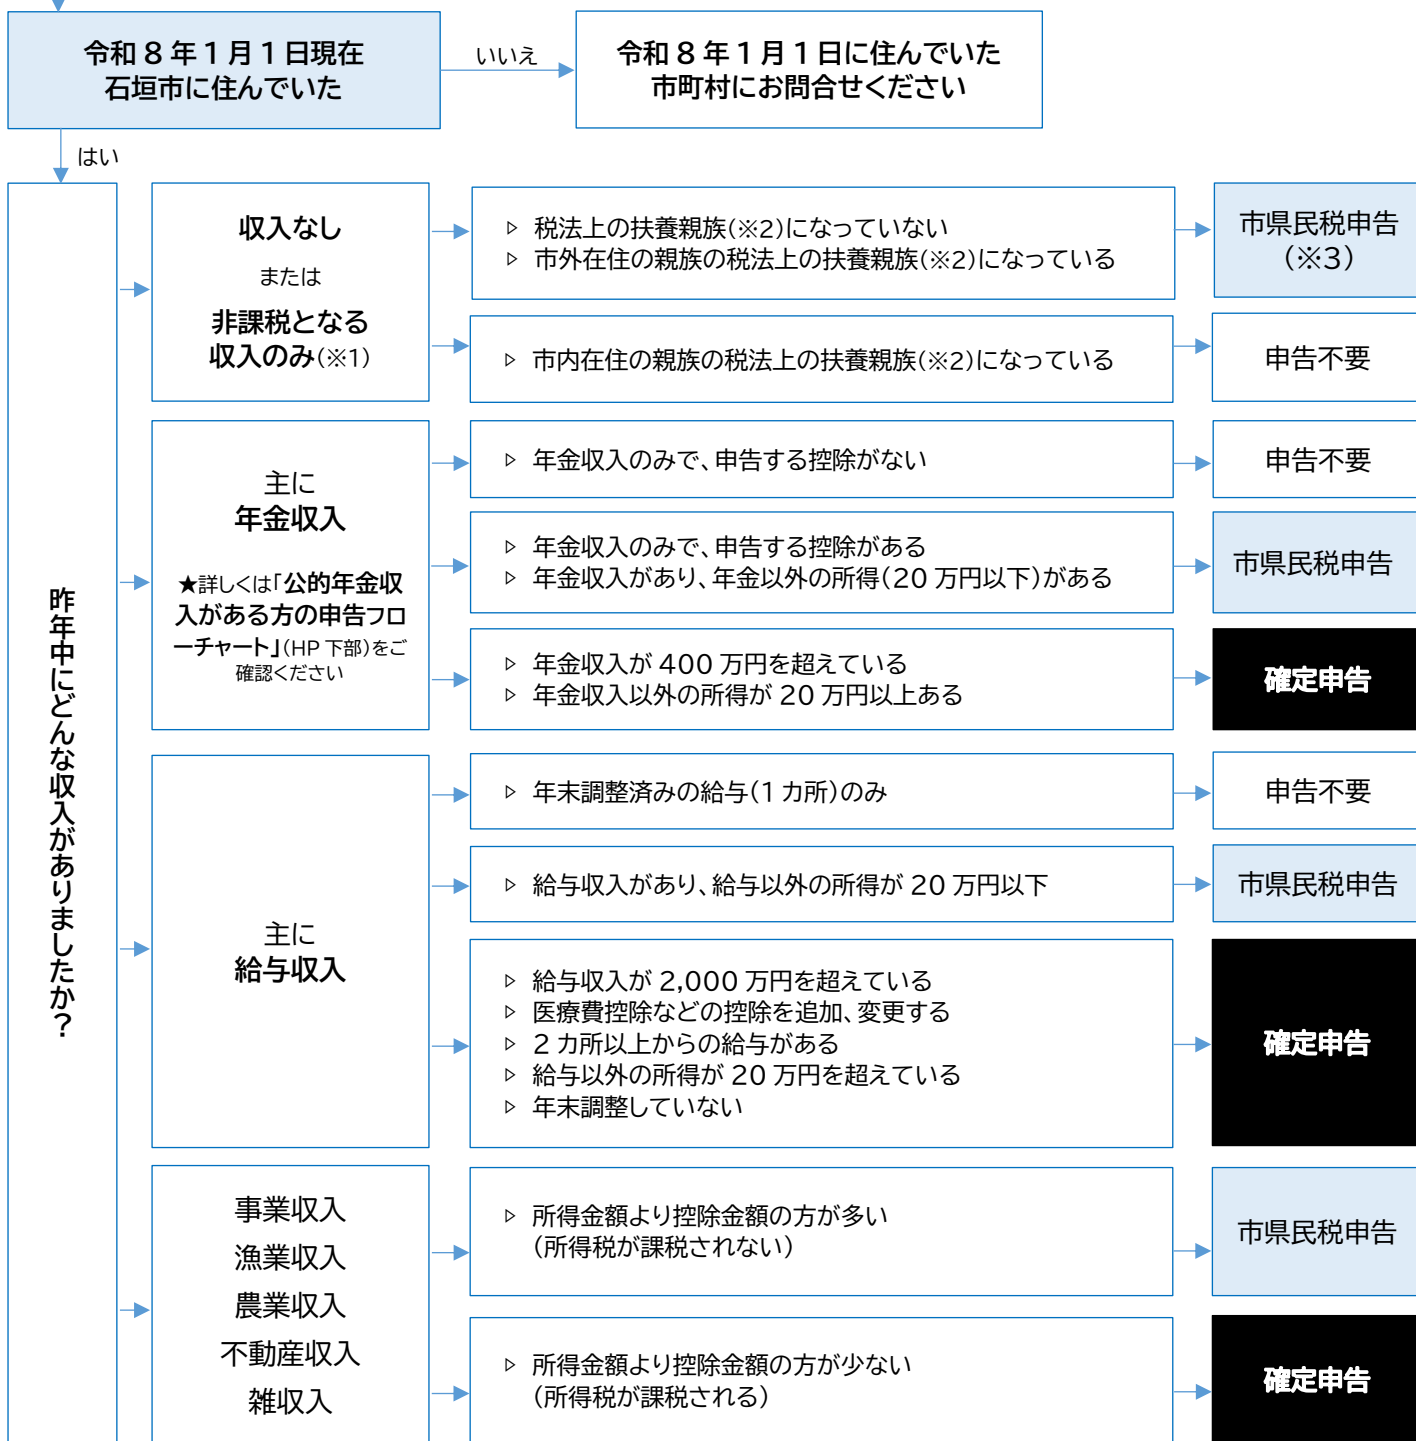 令和8年1月1日現在
石垣市に住んでいた
いいえ
令和8年1月1日に住んでいた
市町村にお問合せください
はい
昨年中にどんな収入がありましたか?
収入なし
または
非課税となる
収入のみ(※1)
▷ 税法上の扶養親族(※2)になっていない
▷ 市外在住の親族の税法上の扶養親族(※2)になっている
市県民税申告
(※3)
▷ 市内在住の親族の税法上の扶養親族(※2)になっている
申告不要
主に
年金収入
★詳しくは「公的年金収
入がある方の申告フロ
ーチャート」(HP下部)をご
確認ください
▷ 年金収入のみで、申告する控除がない
申告不要
▷ 年金収入のみで、申告する控除がある
▷ 年金収入があり、年金以外の所得(20万円以下)がある
市県民税申告
▷ 年金収入が400万円を超えている
▷ 年金収入以外の所得が20万円以上ある
確定申告
主に
給与収入
▷ 年末調整済みの給与(1カ所)のみ
申告不要
▷ 給与収入があり、給与以外の所得が20万円以下
市県民税申告
▷ 給与収入が2,000万円を超えている
▷ 医療費控除などの控除を追加、変更する
▷ 2カ所以上からの給与がある
▷ 給与以外の所得が20万円を超えている
▷ 年末調整していない
確定申告
事業収入
漁業収入
農業収入
不動産収入
雑収入
▷ 所得金額より控除金額の方が多い
(所得税が課税されない)
市県民税申告
▷ 所得金額より控除金額の方が少ない
(所得税が課税される)
確定申告